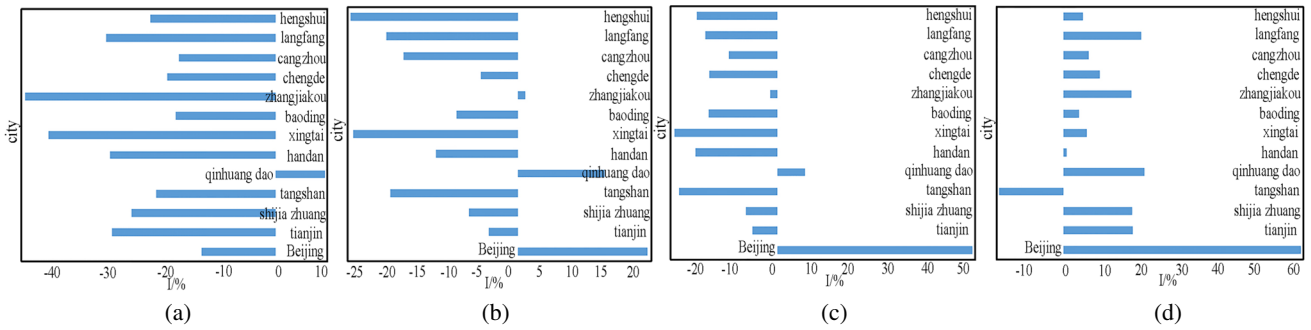 hengshui
langfang
cangzhou
chengde
zhangjiakou
baoding
xingtai
handan
qinhuang dao
tangshan
shijia zhuang
tianjin
Beijing
city
-40 -30 -20 -10 0 10
I/%
(a)
hengshui
langfang
cangzhou
chengde
zhangjiakou
baoding
xingtai
handan
qinhuang dao
tangshan
shijia zhuang
tianjin
Beijing
city
-25 -20 -15 -10 -5 0 5 10 15 20
I/%
(b)
hengshui
langfang
cangzhou
chengde
zhangjiakou
baoding
xingtai
handan
qinhuang dao
tangshan
shijia zhuang
tianjin
Beijing
city
-20 -10 0 10 20 30 40 50
I/%
(c)
hengshui
langfang
cangzhou
chengde
zhangjiakou
baoding
xingtai
handan
qinhuang dao
tangshan
shijia zhuang
tianjin
Beijing
city
-10 0 10 20 30 40 50 60
I/%
(d)